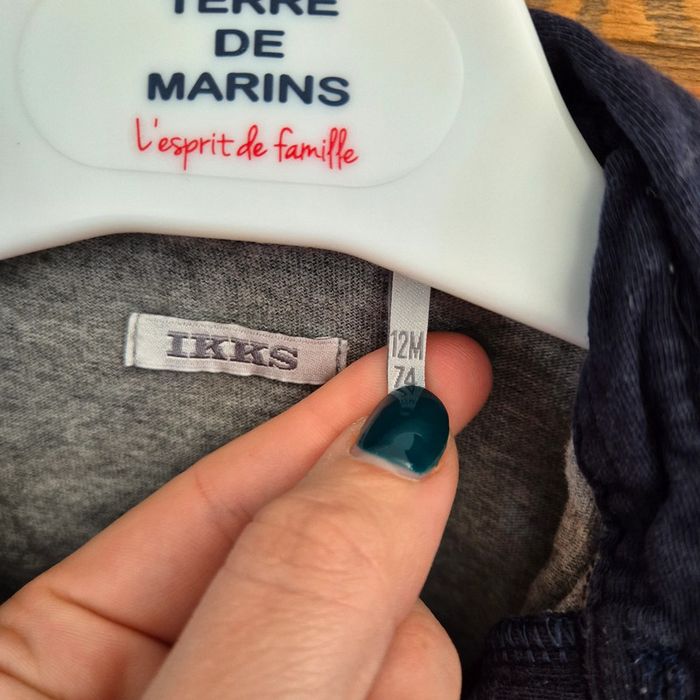 TERRE
DE
MARINS
L'esprit de famille
IKKS
12M
74